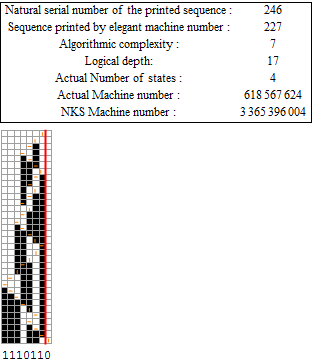 Natural serial number of the printed sequence : 246
Sequence printed by elegant machine number : 227
Algorithmic complexity : 7
Logical depth: 17
Actual Number of states : 4
Actual Machine number : 618 567 624
NKS Machine number : 3 365 396 004
1110110